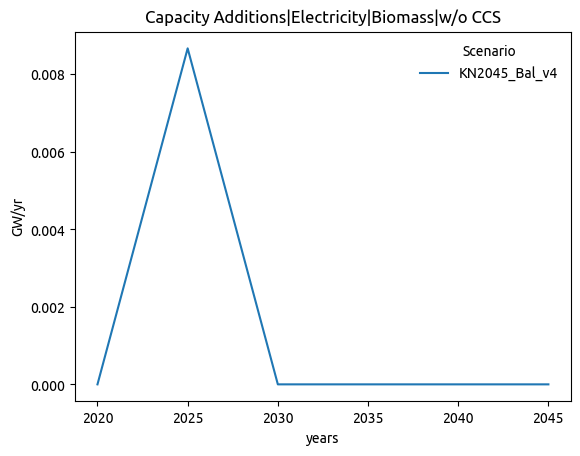 Capacity Additions|Electricity|Biomass|w/o CCS
Scenario
KN2045_Bal_v4
GW/yr
0.008
0.006
0.004
0.002
0.000
2020 2025 2030 2035 2040 2045
years